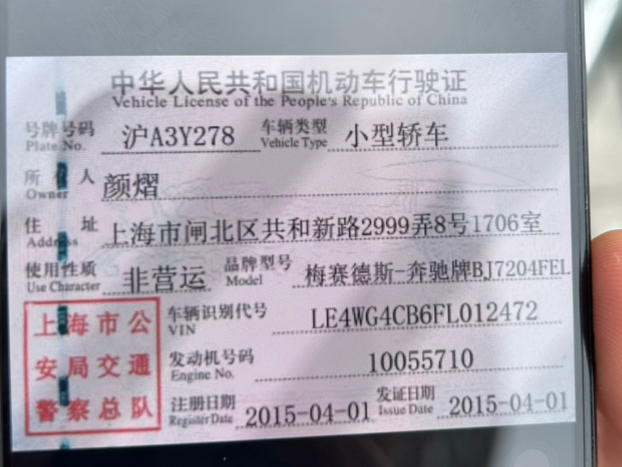 中华人民共和国机动车行驶证
Vehicle License of the People's Republic of China
号牌号码 Plate No. 沪A3Y278 车辆类型 Vehicle Type 小型轿车
所有人 Owner 颜熠
住址 Address 上海市闸北区共和新路2999弄8号1706室
使用性质 Use Character 非营运 品牌型号 Model 梅赛德斯-奔驰牌BJ7204FEL
车辆识别代号 VIN LE4WG4CB6FL012472
发动机号码 Engine No. 10055710
注册日期 Register Date 2015-04-01 发证日期 Issue Date 2015-04-01
上海市公
安局交通
警察总队